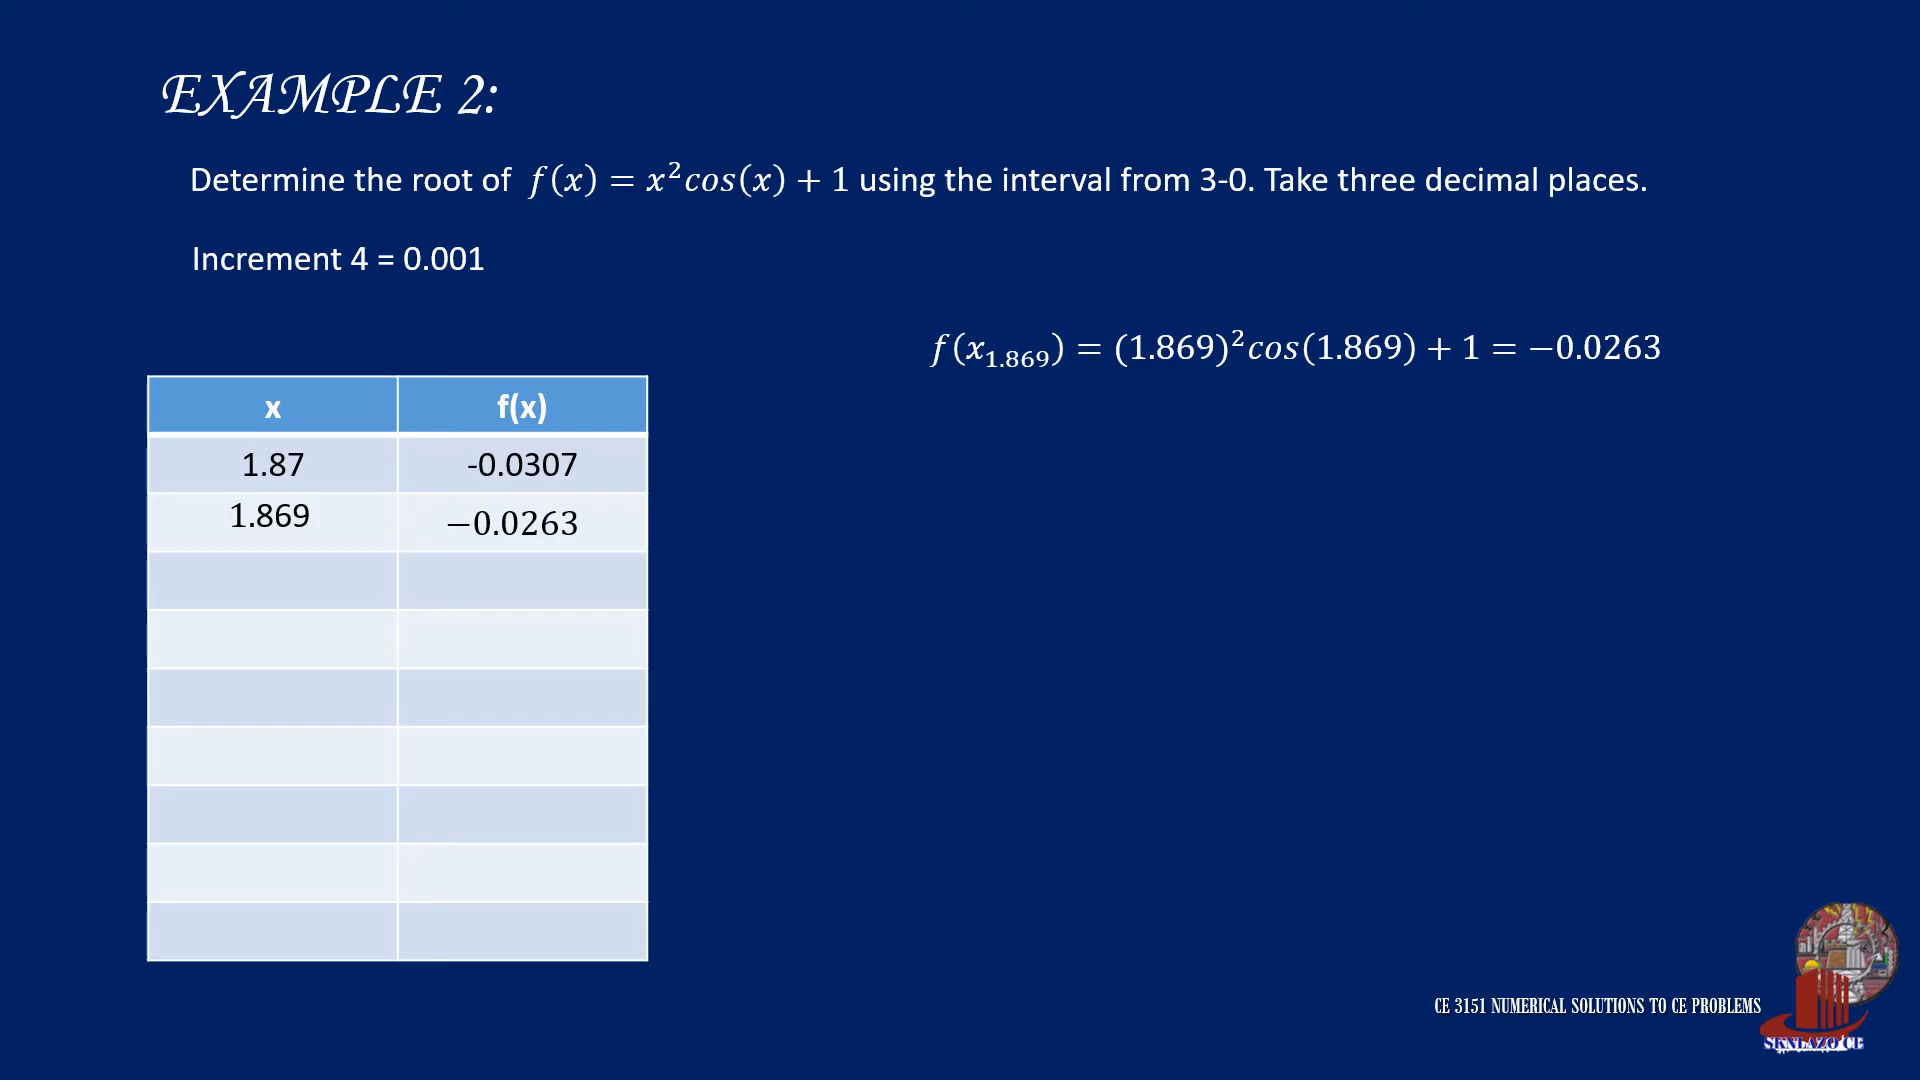 EXAMPLE 2:
Determine the root of f(x) = x²cos(x) + 1 using the interval from 3-0. Take three decimal places.
Increment 4 = 0.001
f(x₁.₈₆₉) = (1.869)²cos(1.869) + 1 = −0.0263
x f(x)
1.87 -0.0307
1.869 −0.0263
CE 3151 NUMERICAL SOLUTIONS TO CE PROBLEMS
SKNLAZO CE